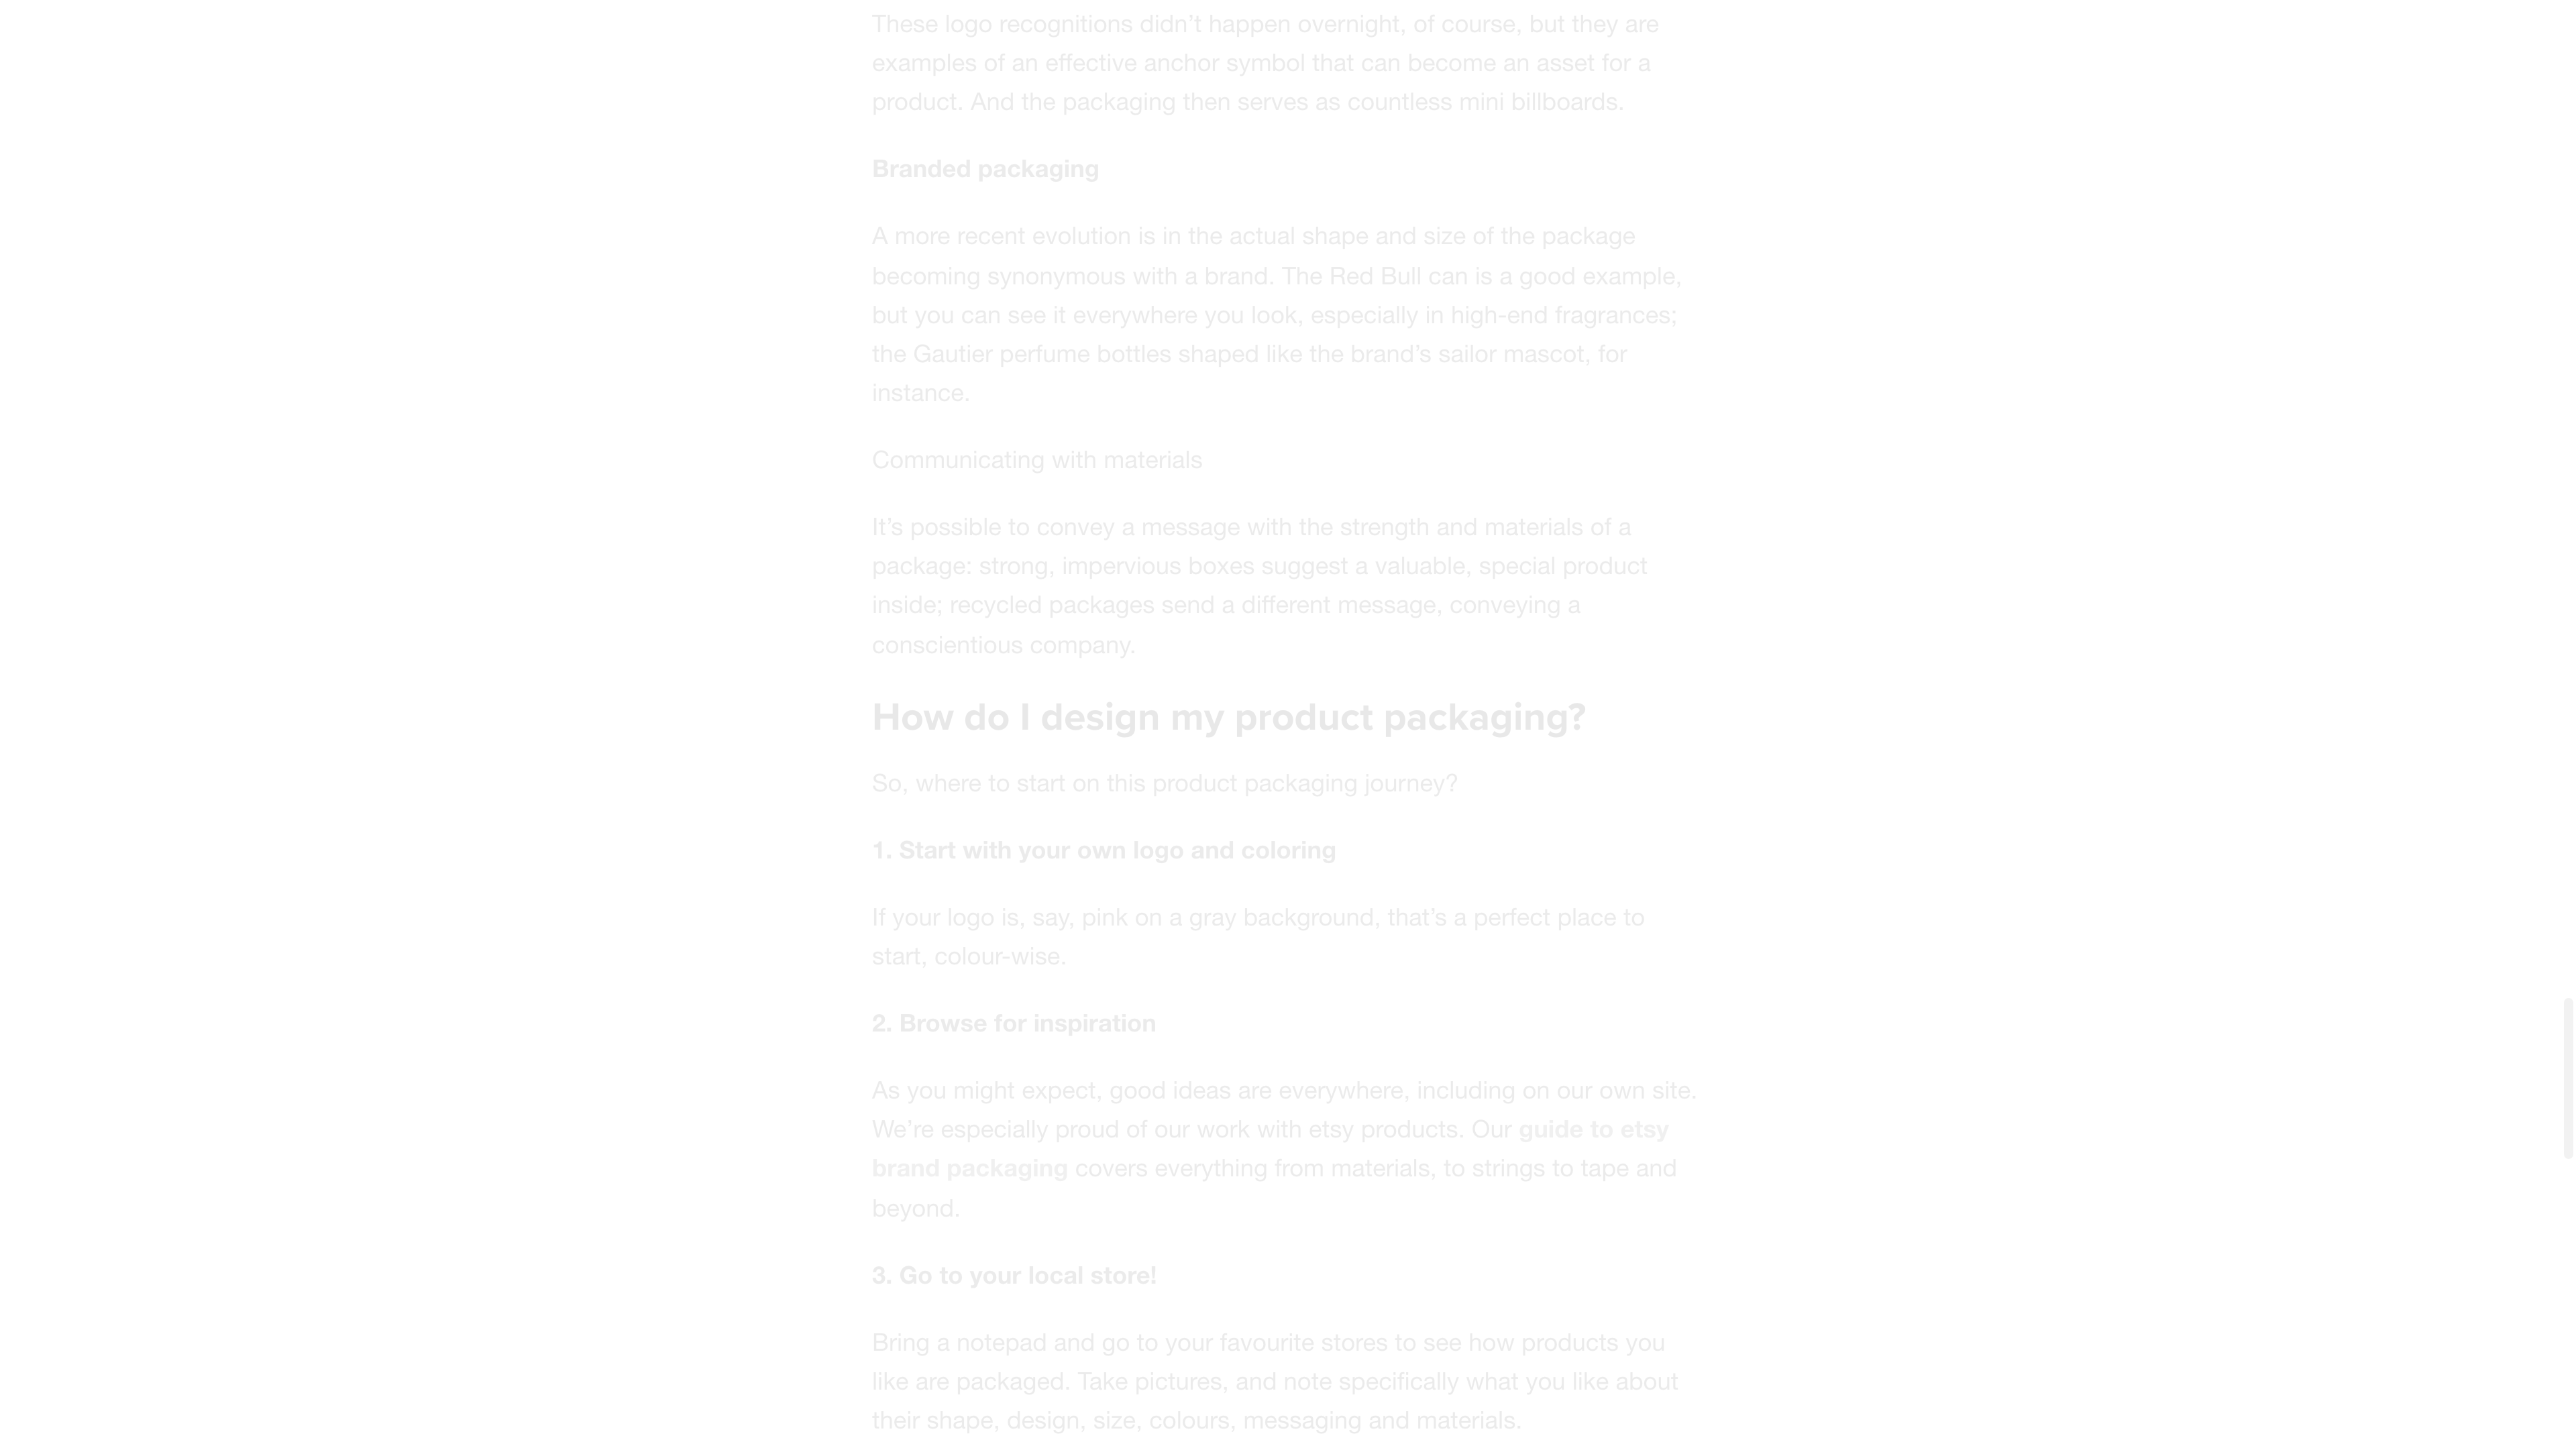 These logo recognitions didn’t happen overnight, of course, but they are
examples of an effective anchor symbol that can become an asset for a
product. And the packaging then serves as countless mini billboards.
Branded packaging
A more recent evolution is in the actual shape and size of the package
becoming synonymous with a brand. The Red Bull can is a good example,
but you can see it everywhere you look, especially in high-end fragrances;
the Gautier perfume bottles shaped like the brand’s sailor mascot, for
instance.
Communicating with materials
It’s possible to convey a message with the strength and materials of a
package: strong, impervious boxes suggest a valuable, special product
inside; recycled packages send a different message, conveying a
conscientious company.
How do I design my product packaging?
So, where to start on this product packaging journey?
1. Start with your own logo and coloring
If your logo is, say, pink on a gray background, that’s a perfect place to
start, colour-wise.
2. Browse for inspiration
As you might expect, good ideas are everywhere, including on our own site.
We’re especially proud of our work with etsy products. Our guide to etsy
brand packaging covers everything from materials, to strings to tape and
beyond.
3. Go to your local store!
Bring a notepad and go to your favourite stores to see how products you
like are packaged. Take pictures, and note specifically what you like about
their shape, design, size, colours, messaging and materials.